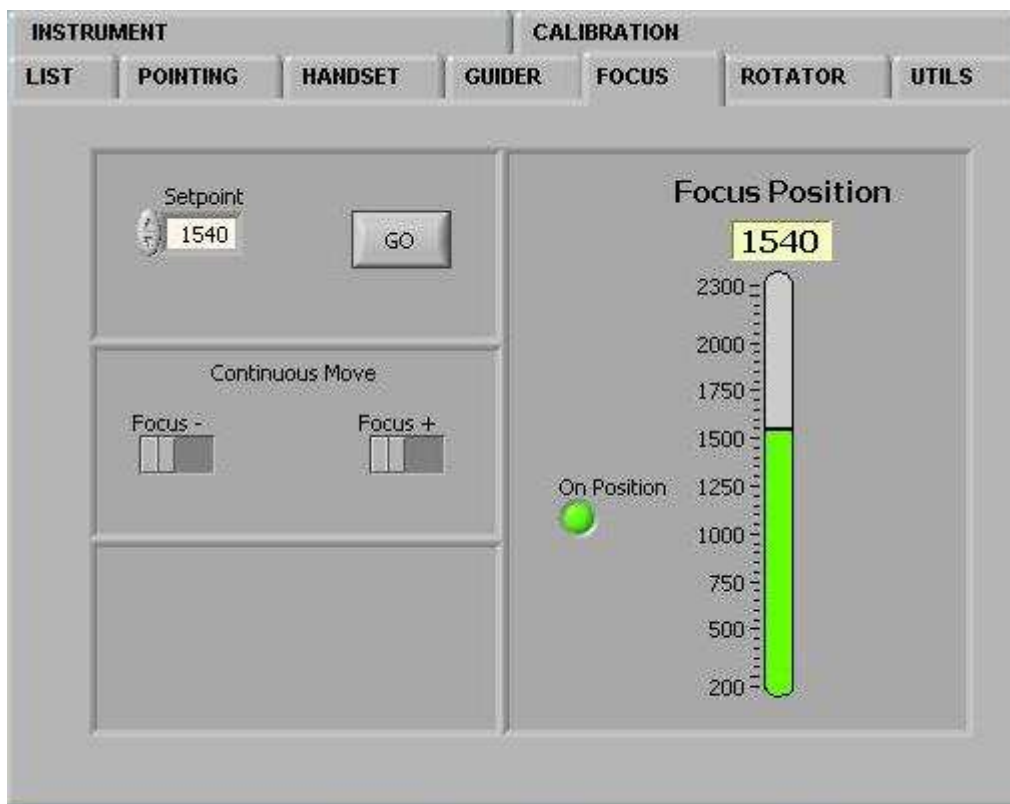 INSTRUMENT CALIBRATION
LIST POINTING HANDSET GUIDER FOCUS ROTATOR UTILS
Setpoint
1540
GO
Continuous Move
Focus - Focus +
Focus Position
1540
2300
2000
1750
1500
On Position 1250
1000
750
500
200